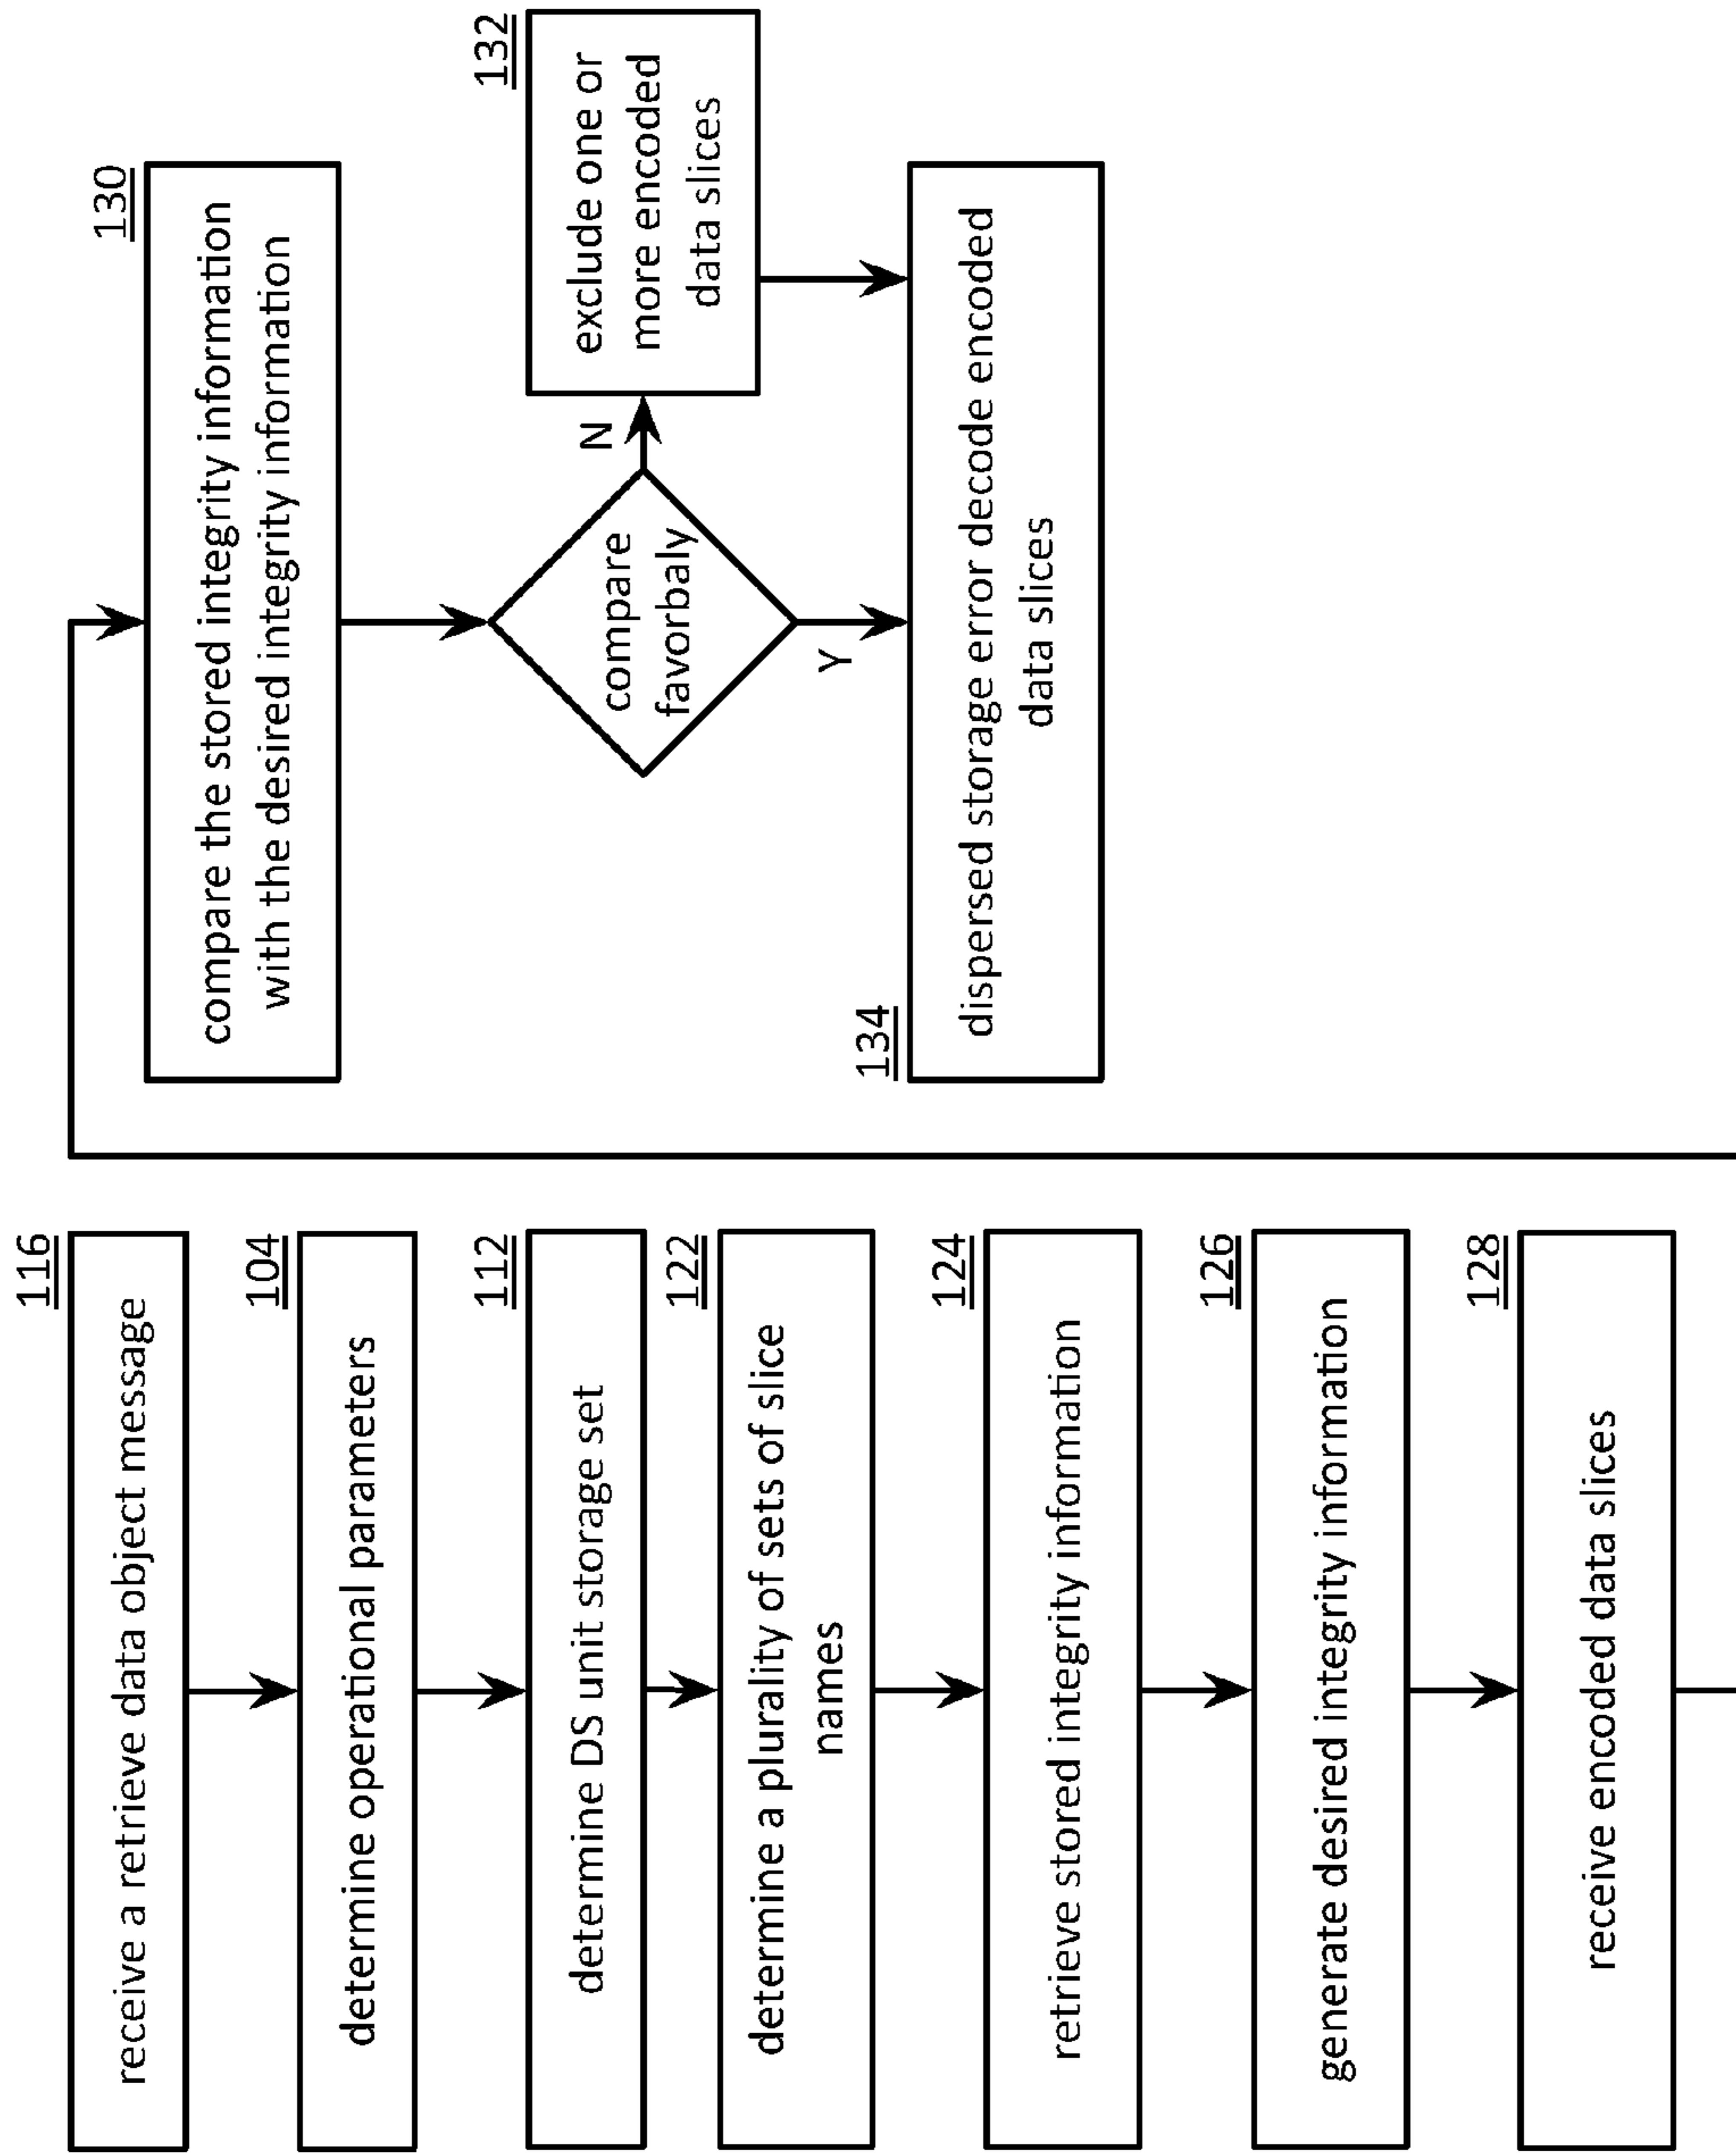 116
receive a retrieve data object message
104
determine operational parameters
112
determine DS unit storage set
122
determine a plurality of sets of slice
names
124
retrieve stored integrity information
126
generate desired integrity information
128
receive encoded data slices
130
compare the stored integrity information
with the desired integrity information
compare
favorbaly
N
132
exclude one or
more encoded
data slices
Y
134
dispersed storage error decode encoded
data slices